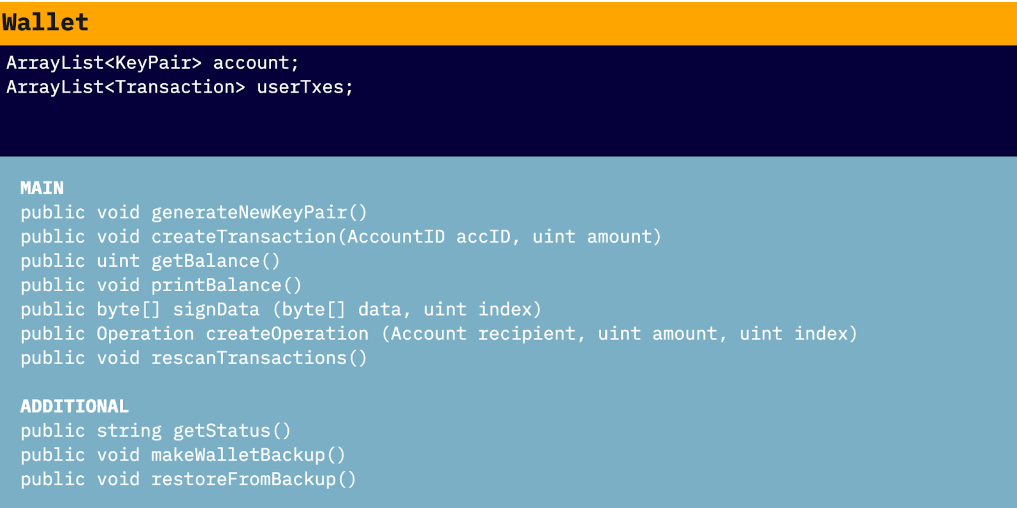 Wallet
ArrayList<KeyPair> account;
ArrayList<Transaction> userTxes;
MAIN
public void generateNewKeyPair()
public void createTransaction(AccountID accID, uint amount)
public uint getBalance()
public void printBalance()
public byte[] signData (byte[] data, uint index)
public Operation createOperation (Account recipient, uint amount, uint index)
public void rescanTransactions()
ADDITIONAL
public string getStatus()
public void makeWalletBackup()
public void restoreFromBackup()